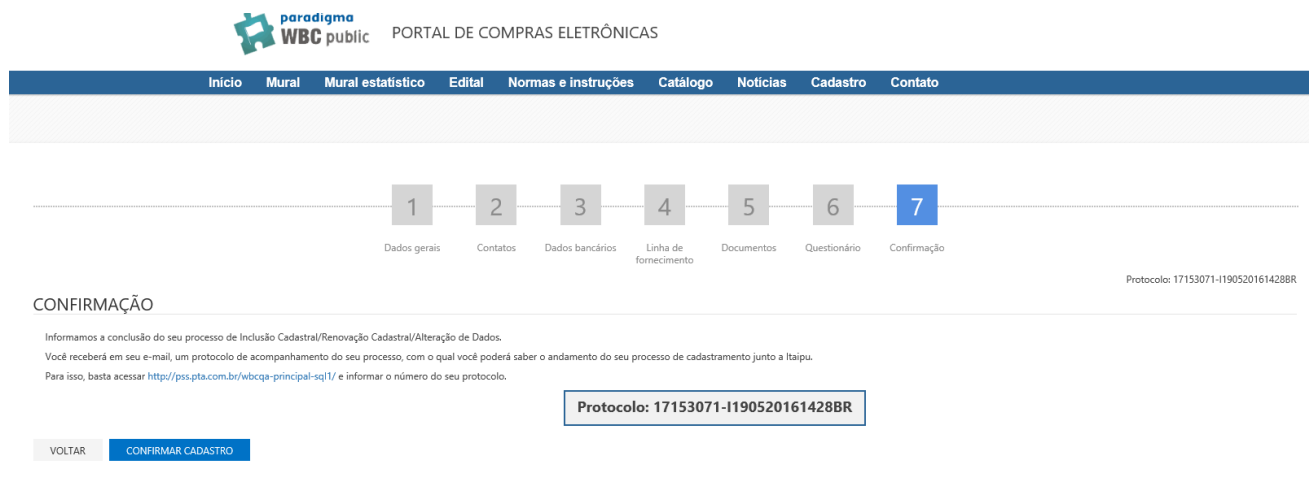 paradigma
WBC public
PORTAL DE COMPRAS ELETRÔNICAS
Início Mural Mural estatístico Edital Normas e instruções Catálogo Notícias Cadastro Contato
1 2 3 4 5 6 7
Dados gerais Contatos Dados bancários Linha de fornecimento Documentos Questionário Confirmação
Protocolo: 17153071-I190520161428BR
CONFIRMAÇÃO
Informamos a conclusão do seu processo de Inclusão Cadastral/Renovação Cadastral/Alteração de Dados.
Você receberá em seu e-mail, um protocolo de acompanhamento do seu processo, com o qual você poderá saber o andamento do seu processo de cadastramento junto a Itaipu.
Para isso, basta acessar http://pss.pta.com.br/wbcqa-principal-sql1/ e informar o número do seu protocolo.
Protocolo: 17153071-I190520161428BR
VOLTAR CONFIRMAR CADASTRO